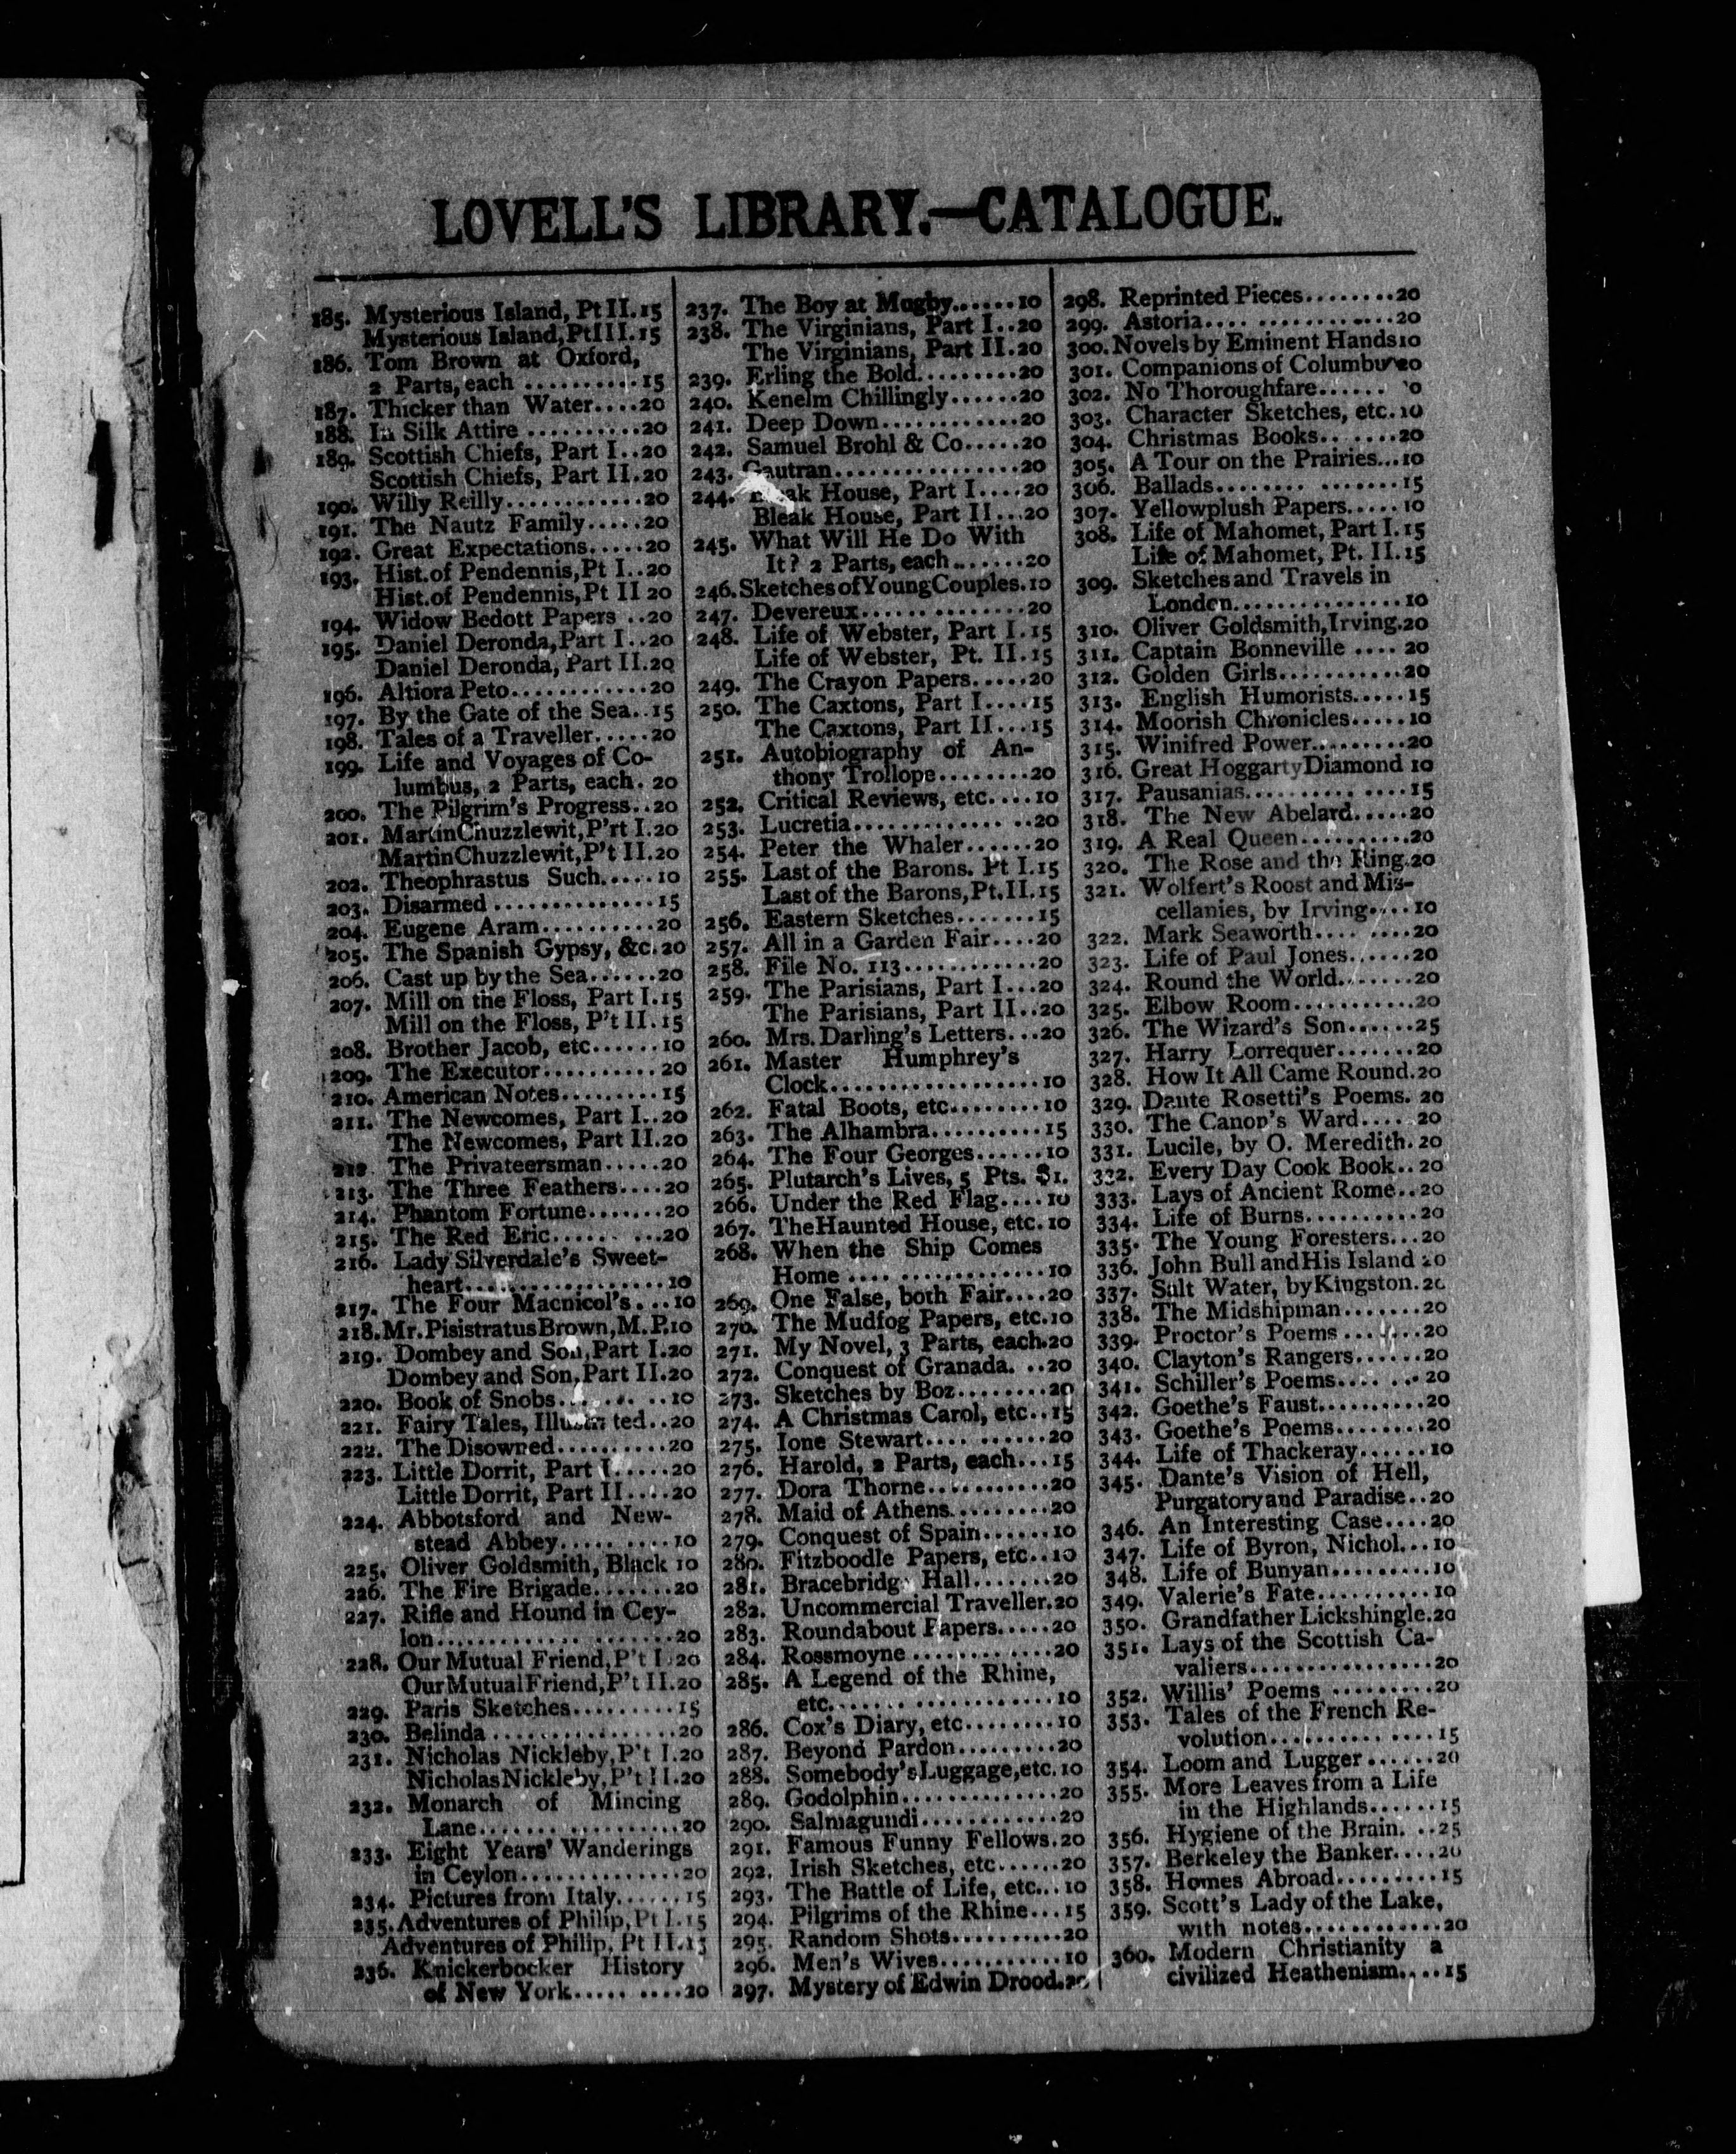 LOVELL'S LIBRARY.—CATALOGUE.
185. Mysterious Island, Pt II.15
Mysterious Island, PtIII.15
186. Tom Brown at Oxford,
2 Parts, each ..........15
187. Thicker than Water....20
188. In Silk Attire ..........20
189. Scottish Chiefs, Part I..20
Scottish Chiefs, Part II.20
190. Willy Reilly............20
191. The Nautz Family.....20
192. Great Expectations.....20
193. Hist.of Pendennis,Pt I..20
Hist.of Pendennis,Pt II 20
194. Widow Bedott Papers ..20
195. Daniel Deronda,Part I..20
Daniel Deronda, Part II.20
196. Altiora Peto............20
197. By the Gate of the Sea..15
198. Tales of a Traveller.....20
199. Life and Voyages of Co-
lumbus, 2 Parts, each. 20
200. The Pilgrim's Progress..20
201. Martin Chuzzlewit,P'rt I.20
MartinChuzzlewit,P't II.20
202. Theophrastus Such.....10
203. Disarmed ..............15
204. Eugene Aram..........20
205. The Spanish Gypsy, &c.20
206. Cast up by the Sea......20
207. Mill on the Floss, Part I.15
Mill on the Floss, P't II.15
208. Brother Jacob, etc......10
209. The Executor..........20
210. American Notes.........15
211. The Newcomes, Part I..20
The Newcomes, Part II.20
212. The Privateersman.....20
213. The Three Feathers....20
214. Phantom Fortune.......20
215. The Red Eric...... ...20
216. Lady Silverdale's Sweet-
heart..................10
217. The Four Macnicol's...10
218.Mr.PisistratusBrown,M.P.10
219. Dombey and Son,Part I.20
Dombey and Son,Part II.20
220. Book of Snobs..........10
221. Fairy Tales, Illustrated..20
222. The Disowned..........20
223. Little Dorrit, Part I.....20
Little Dorrit, Part II....20
224. Abbotsford and New-
stead Abbey..... .....10
225. Oliver Goldsmith, Black 10
226. The Fire Brigade.......20
227. Rifle and Hound in Cey-
lon............. .......20
228. Our Mutual Friend,P't I.20
OurMutualFriend,P't II.20
229. Paris Sketches.........15
230. Belinda .................20
231. Nicholas Nickleby,P't I.20
NicholasNickleby,P't II.20
232. Monarch of Mincing
Lane..................20
233. Eight Years' Wanderings
in Ceylon...............20
234. Pictures from Italy......15
235.Adventures of Philip,Pt I.15
Adventures of Philip, Pt II.15
236. Knickerbocker History
of New York..... .....20
237. The Boy at Mugby......10
238. The Virginians, Part I..20
The Virginians, Part II.20
239. Erling the Bold.........20
240. Kenelm Chillingly......20
241. Deep Down............20
242. Samuel Brohl & Co.....20
243. Gautran................20
244. Bleak House, Part I....20
Bleak House, Part II...20
245. What Will He Do With
It? 2 Parts, each.......20
246.SketchesofYoungCouples.10
247. Devereux...... ........20
248. Life of Webster, Part I.15
Life of Webster, Pt. II.15
249. The Crayon Papers.....20
250. The Caxtons, Part I....15
The Caxtons, Part II...15
251. Autobiography of An-
thony Trollope........20
252. Critical Reviews, etc....10
253. Lucretia............. ..20
254. Peter the Whaler......20
255. Last of the Barons. Pt I.15
Last of the Barons,Pt.II.15
256. Eastern Sketches.......15
257. All in a Garden Fair....20
258. File No. 113............20
259. The Parisians, Part I...20
The Parisians, Part II..20
260. Mrs. Darling's Letters...20
261. Master Humphrey's
Clock..................10
262. Fatal Boots, etc........10
263. The Alhambra..........15
264. The Four Georges......10
265. Plutarch's Lives, 5 Pts. $1.
266. Under the Red Flag....10
267. TheHaunted House, etc.10
268. When the Ship Comes
Home .... .............10
269. One False, both Fair....20
270. The Mudfog Papers, etc.10
271. My Novel, 3 Parts, each.20
272. Conquest of Granada. ..20
273. Sketches by Boz........20
274. A Christmas Carol, etc..15
275. Ione Stewart.... ......20
276. Harold, 2 Parts, each...15
277. Dora Thorne...........20
278. Maid of Athens.........20
279. Conquest of Spain......10
280. Fitzboodle Papers, etc..10
281. Bracebridge Hall.......20
282. Uncommercial Traveller.20
283. Roundabout Papers.....20
284. Rossmoyne .............20
285. A Legend of the Rhine,
etc....... .............10
286. Cox's Diary, etc........10
287. Beyond Pardon.........20
288. Somebody'sLuggage,etc.10
289. Godolphin..............20
290. Salmagundi............20
291. Famous Funny Fellows.20
292. Irish Sketches, etc......20
293. The Battle of Life, etc...10
294. Pilgrims of the Rhine...15
295. Random Shots..........20
296. Men's Wives...........10
297. Mystery of Edwin Drood.20
298. Reprinted Pieces........20
299. Astoria.... ............20
300.Novels by Eminent Hands10
301. Companions of Columbus20
302. No Thoroughfare......
303. Character Sketches, etc.10
304. Christmas Books.. .....20
305. A Tour on the Prairies...10
306. Ballads........ .......15
307. Yellowplush Papers.....10
308. Life of Mahomet, Part I.15
Life of Mahomet, Pt. II.15
309. Sketches and Travels in
London...............10
310. Oliver Goldsmith,Irving.20
311. Captain Bonneville .... 20
312. Golden Girls...........20
313. English Humorists.....15
314. Moorish Chronicles.....10
315. Winifred Power.........20
316. Great HoggartyDiamond 10
317. Pausanias.......... ....15
318. The New Abelard.....20
319. A Real Queen..........20
320. The Rose and the Ring.20
321. Wolfert's Roost and Mis-
cellanies, by Irving....10
322. Mark Seaworth.... ....20
323. Life of Paul Jones......20
324. Round the World.......20
325. Elbow Room...........20
326. The Wizard's Son......25
327. Harry Lorrequer.......20
328. How It All Came Round.20
329. Dante Rosetti's Poems. 20
330. The Canon's Ward.... 20
331. Lucile, by O. Meredith.20
332. Every Day Cook Book..20
333. Lays of Ancient Rome..20
334. Life of Burns..........20
335. The Young Foresters...20
336. John Bull and His Island 20
337. Salt Water, by Kingston.20
338. The Midshipman.......20
339. Proctor's Poems .......20
340. Clayton's Rangers......20
341. Schiller's Poems.... ...20
342. Goethe's Faust.........20
343. Goethe's Poems........20
344. Life of Thackeray......10
345. Dante's Vision of Hell,
Purgatory and Paradise..20
346. An Interesting Case....20
347. Life of Byron, Nichol...10
348. Life of Bunyan.........10
349. Valerie's Fate..........10
350. Grandfather Lickshingle.20
351. Lays of the Scottish Ca-
valiers................20
352. Willis' Poems .........20
353. Tales of the French Re-
volution..............15
354. Loom and Lugger ......20
355. More Leaves from a Life
in the Highlands......15
356. Hygiene of the Brain. ..25
357. Berkeley the Banker....20
358. Homes Abroad.........15
359. Scott's Lady of the Lake,
with notes............20
360. Modern Christianity a
civilized Heathenism....15